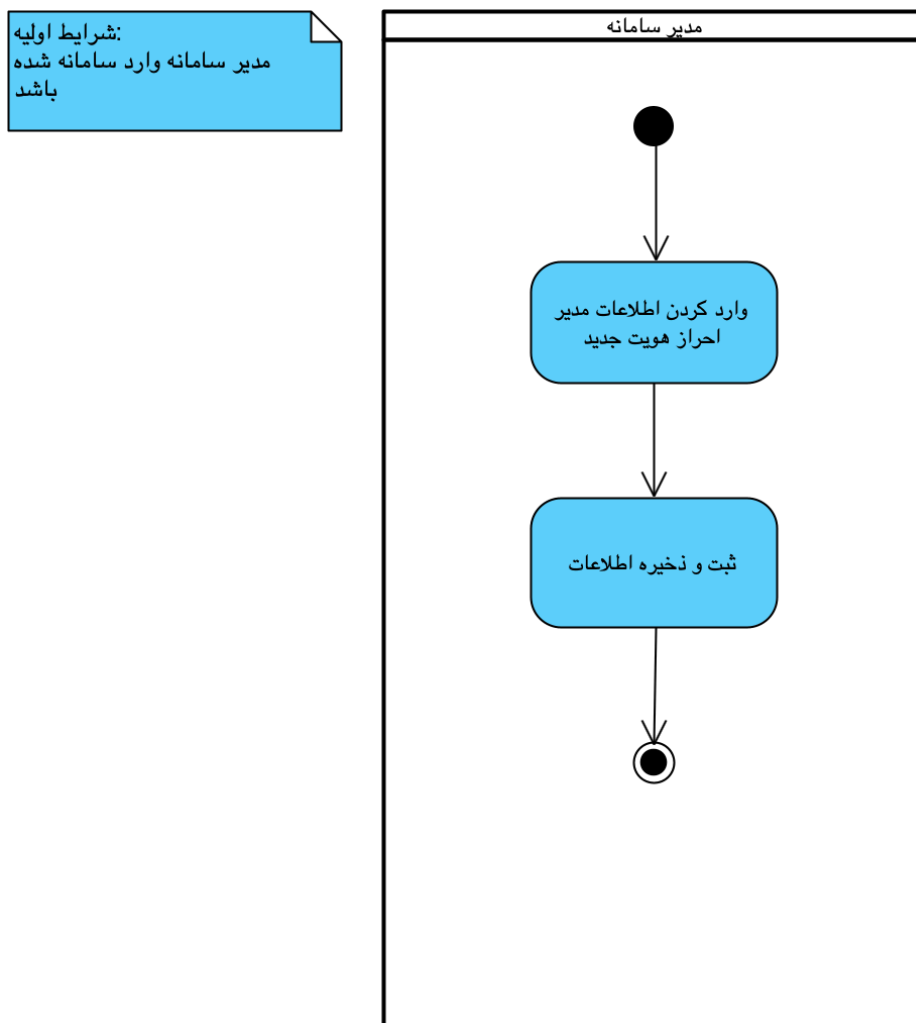 شرایط اولیه:
مدیر سامانه وارد سامانه شده
باشد
مدیر سامانه
وارد کردن اطلاعات مدیر
احراز هویت جدید
ثبت و ذخیره اطلاعات